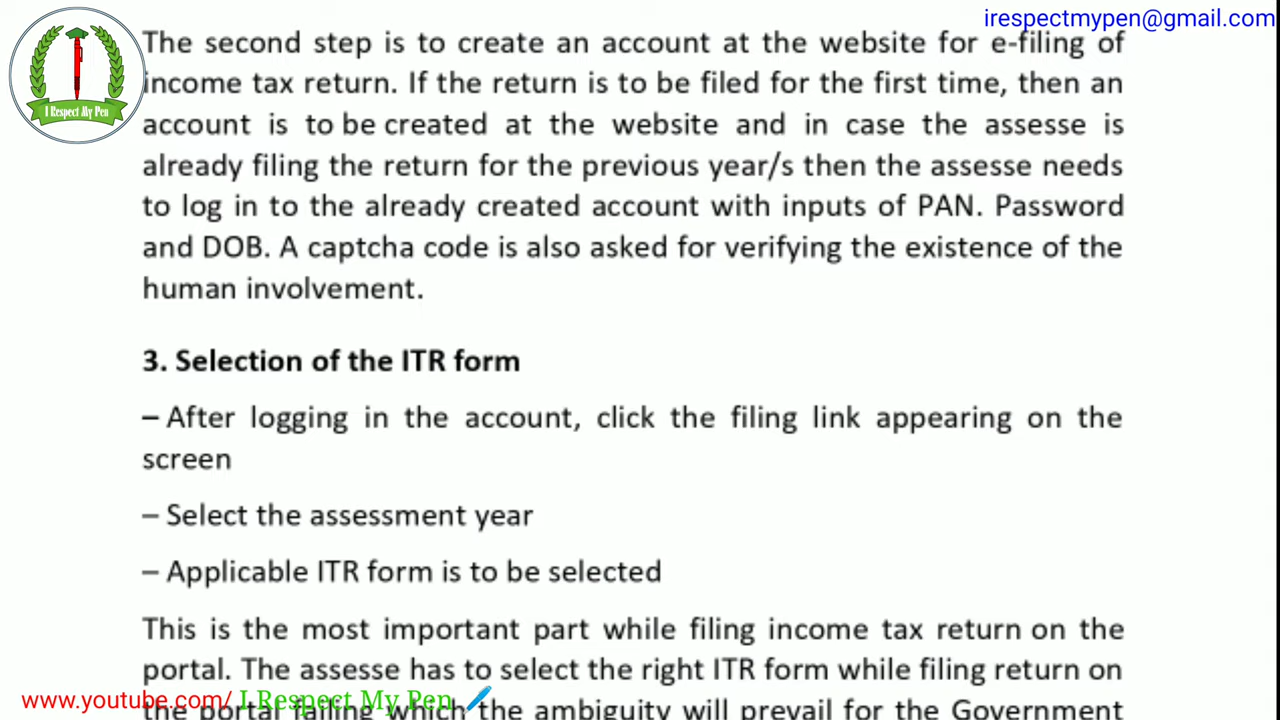 irespectmypen@gmail.com
The second step is to create an account at the website for e-filing of
income tax return. If the return is to be filed for the first time, then an
account is to be created at the website and in case the assesse is
already filing the return for the previous year/s then the assesse needs
to log in to the already created account with inputs of PAN. Password
and DOB. A captcha code is also asked for verifying the existence of the
human involvement.
I Respect My Pen
3. Selection of the ITR form
– After logging in the account, click the filing link appearing on the
screen
– Select the assessment year
– Applicable ITR form is to be selected
This is the most important part while filing income tax return on the
portal. The assesse has to select the right ITR form while filing return on
the portal failing which the ambiguity will prevail for the Government
www.youtube.com/ I Respect My Pen